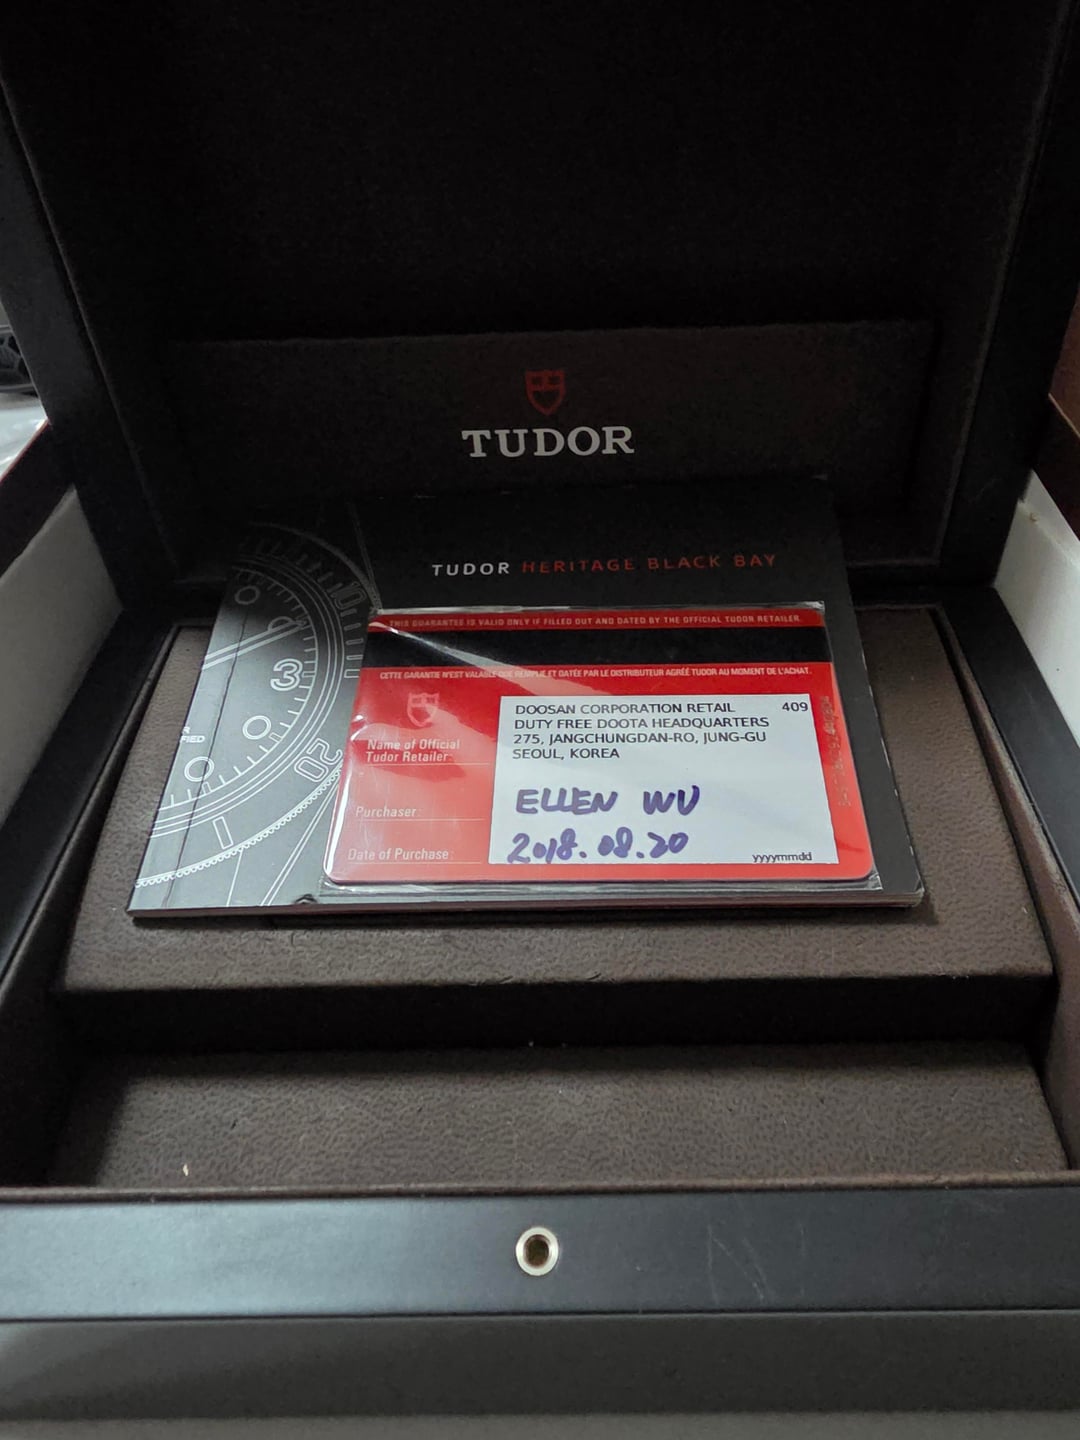 TUDOR
TUDOR HERITAGE BLACK BAY
THIS GUARANTEE IS VALID ONLY IF FILLED OUT AND DATED BY THE OFFICIAL TUDOR RETAILER.
CETTE GARANTIE N'EST VALABLE QUE REMPLIE ET DATÉE PAR LE DISTRIBUTEUR AGRÉÉ TUDOR AU MOMENT DE L'ACHAT.
DOOSAN CORPORATION RETAIL 409
DUTY FREE DOOTA HEADQUARTERS
275, JANGCHUNGDAN-RO, JUNG-GU
SEOUL, KOREA
Name of Official
Tudor Retailer:
Purchaser: ELLEN WU
Date of Purchase: 2018.08.20
yyyymmdd
10
3
20